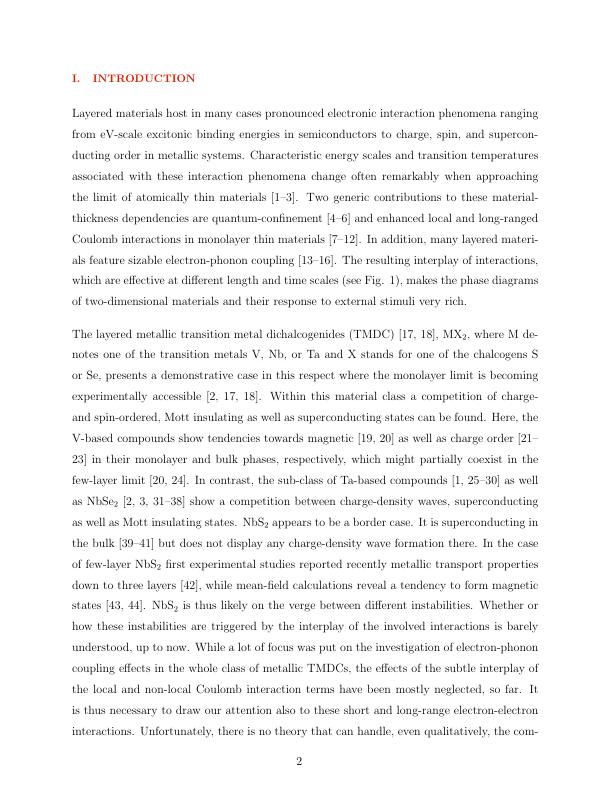 I. INTRODUCTION
Layered materials host in many cases pronounced electronic interaction phenomena ranging
from eV-scale excitonic binding energies in semiconductors to charge, spin, and supercon-
ducting order in metallic systems. Characteristic energy scales and transition temperatures
associated with these interaction phenomena change often remarkably when approaching
the limit of atomically thin materials [1–3]. Two generic contributions to these material-
thickness dependencies are quantum-confinement [4–6] and enhanced local and long-ranged
Coulomb interactions in monolayer thin materials [7–12]. In addition, many layered materi-
als feature sizable electron-phonon coupling [13–16]. The resulting interplay of interactions,
which are effective at different length and time scales (see Fig. 1), makes the phase diagrams
of two-dimensional materials and their response to external stimuli very rich.
The layered metallic transition metal dichalcogenides (TMDC) [17, 18], MX₂, where M de-
notes one of the transition metals V, Nb, or Ta and X stands for one of the chalcogens S
or Se, presents a demonstrative case in this respect where the monolayer limit is becoming
experimentally accessible [2, 17, 18]. Within this material class a competition of charge-
and spin-ordered, Mott insulating as well as superconducting states can be found. Here, the
V-based compounds show tendencies towards magnetic [19, 20] as well as charge order [21–
23] in their monolayer and bulk phases, respectively, which might partially coexist in the
few-layer limit [20, 24]. In contrast, the sub-class of Ta-based compounds [1, 25–30] as well
as NbSe₂ [2, 3, 31–38] show a competition between charge-density waves, superconducting
as well as Mott insulating states. NbS₂ appears to be a border case. It is superconducting in
the bulk [39–41] but does not display any charge-density wave formation there. In the case
of few-layer NbS₂ first experimental studies reported recently metallic transport properties
down to three layers [42], while mean-field calculations reveal a tendency to form magnetic
states [43, 44]. NbS₂ is thus likely on the verge between different instabilities. Whether or
how these instabilities are triggered by the interplay of the involved interactions is barely
understood, up to now. While a lot of focus was put on the investigation of electron-phonon
coupling effects in the whole class of metallic TMDCs, the effects of the subtle interplay of
the local and non-local Coulomb interaction terms have been mostly neglected, so far. It
is thus necessary to draw our attention also to these short and long-range electron-electron
interactions. Unfortunately, there is no theory that can handle, even qualitatively, the com-
2